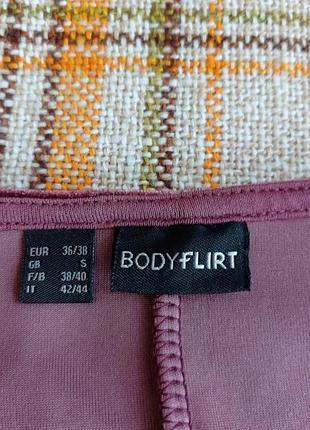 EUR 36/38
GB S
F/B 38/40
IT 42/44
BODYFLIRT